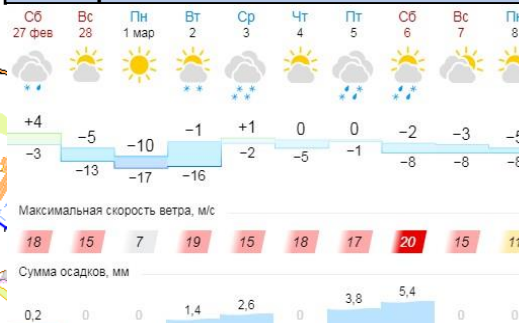 Сб Вс Пн Вт Ср Чт Пт Сб Вс
27 фев 28 1 мар 2 3 4 5 6 7 8
+4 −5 −10 −1 +1 0 0 −2 −3
−3 −13 −17 −16 −2 −5 −1 −8 −8
Максимальная скорость ветра, м/с
18 15 7 19 15 18 17 20 15
Сумма осадков, мм
0,2 0 0 1,4 2,6 0 3,8 5,4 0 0